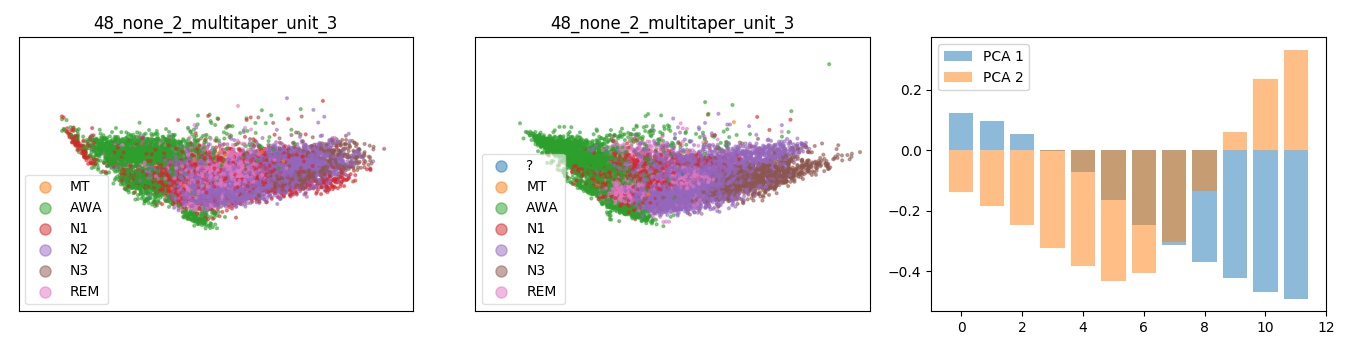 48_none_2_multitaper_unit_3
MT
AWA
N1
N2
N3
REM
48_none_2_multitaper_unit_3
?
MT
AWA
N1
N2
N3
REM
PCA 1
PCA 2
0.2
0.0
−0.2
−0.4
0 2 4 6 8 10 12